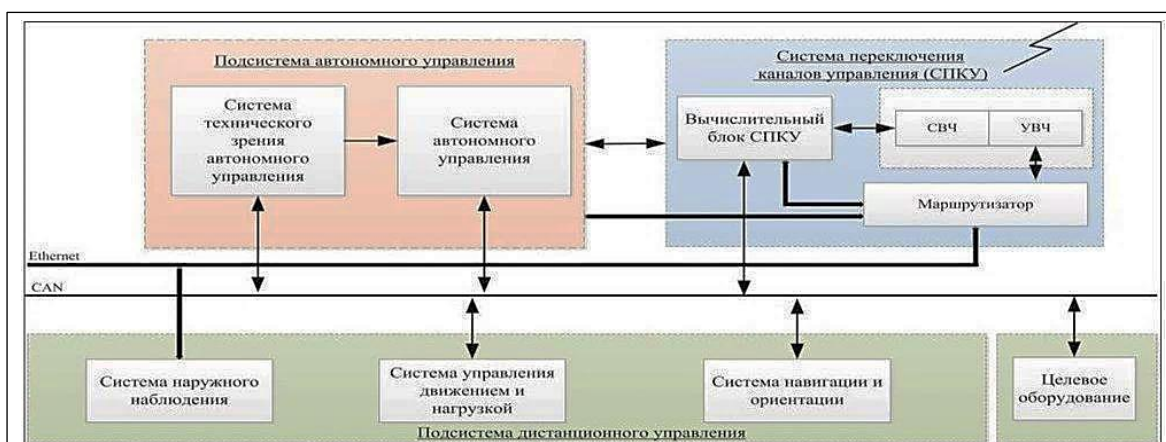 Подсистема автономного управления
Система
технического
зрения
автономного
управления
Система
автономного
управления
Система переключения
каналов управления (СПКУ)
Вычислительный
блок СПКУ
СВЧ
УВЧ
Маршрутизатор
Ethernet
CAN
Система наружного
наблюдения
Система управления
движением и
нагрузкой
Система навигации и
ориентации
Целевое
оборудование
Подсистема дистанционного управления